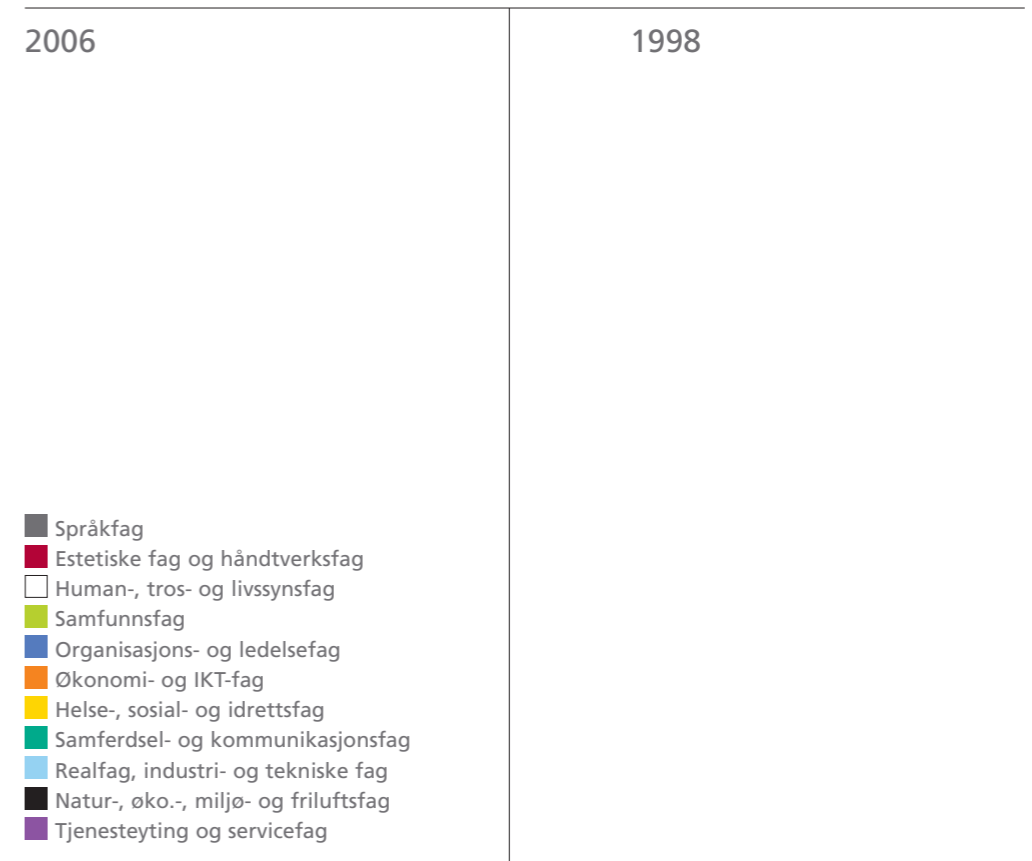 2006
1998
Språkfag
Estetiske fag og håndtverksfag
Human-, tros- og livssynsfag
Samfunnsfag
Organisasjons- og ledelsefag
Økonomi- og IKT-fag
Helse-, sosial- og idrettsfag
Samferdsel- og kommunikasjonsfag
Realfag, industri- og tekniske fag
Natur-, øko.-, miljø- og friluftsfag
Tjenesteyting og servicefag